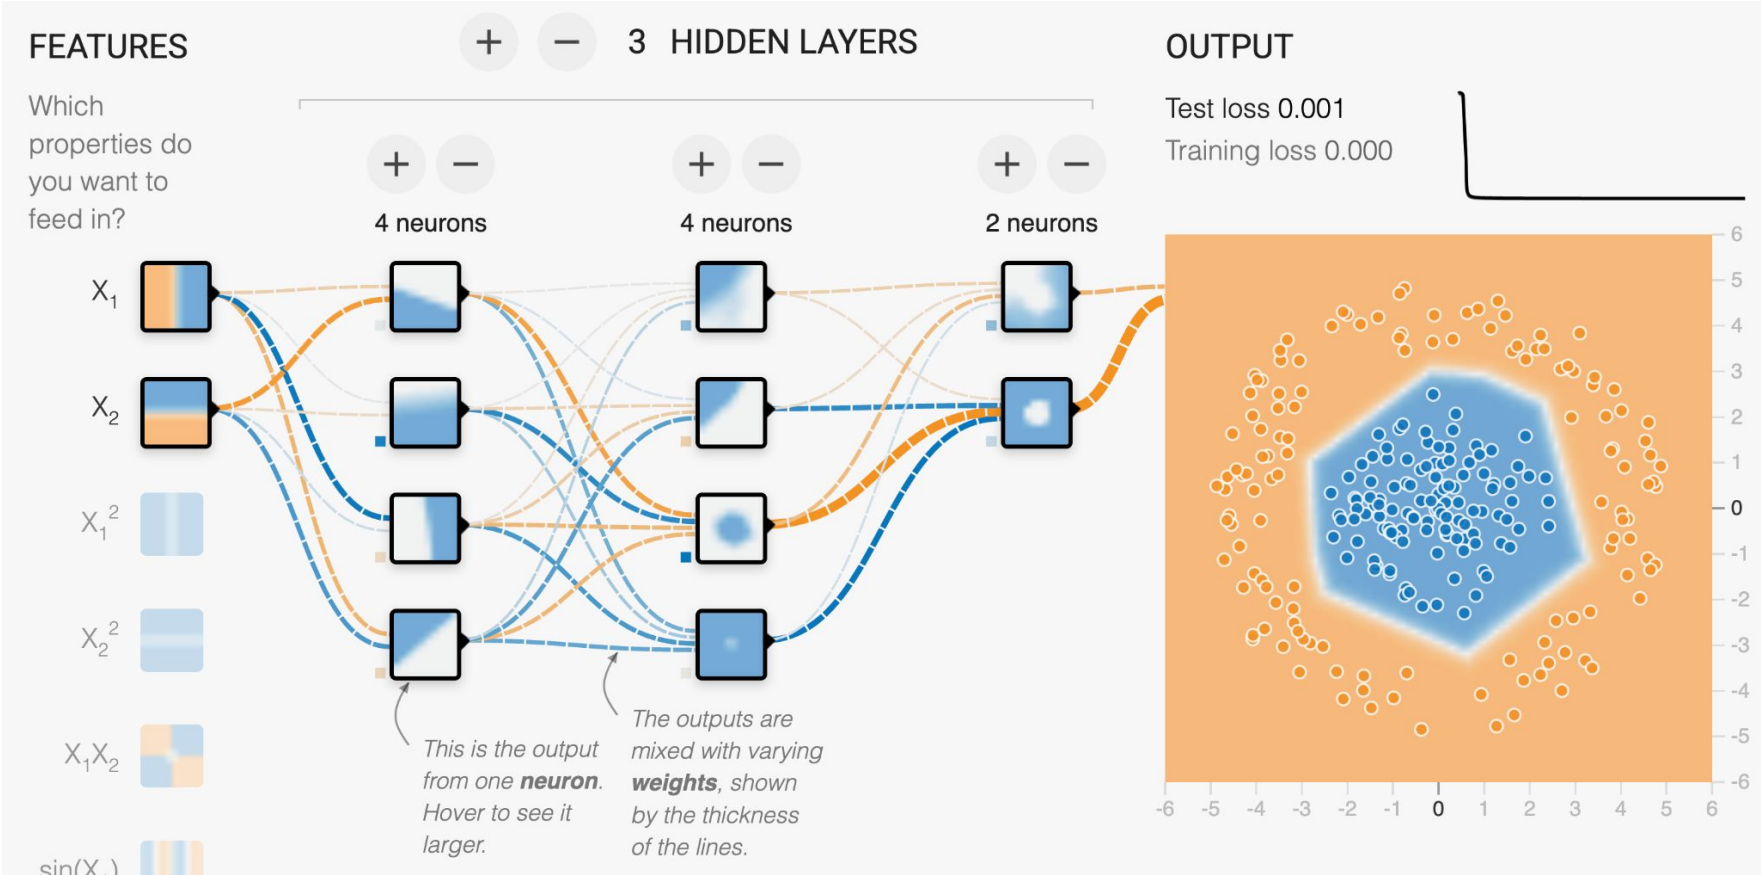 FEATURES
Which
properties do
you want to
feed in?
X₁
X₂
X₁²
X₂²
X₁X₂
+ − 3 HIDDEN LAYERS
+ −
4 neurons
+ −
4 neurons
+ −
2 neurons
This is the output
from one neuron.
Hover to see it
larger.
The outputs are
mixed with varying
weights, shown
by the thickness
of the lines.
OUTPUT
Test loss 0.001
Training loss 0.000
6
5
4
3
2
1
0
-1
-2
-3
-4
-5
-6
-6 -5 -4 -3 -2 -1 0 1 2 3 4 5 6